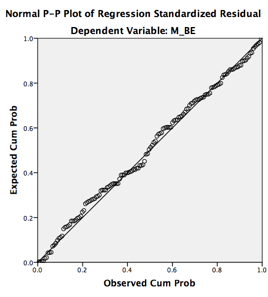 Normal P-P Plot of Regression Standardized Residual
Dependent Variable: M_BE
1.0
0.8
0.6
0.4
0.2
0.0
Expected Cum Prob
0.0 0.2 0.4 0.6 0.8 1.0
Observed Cum Prob